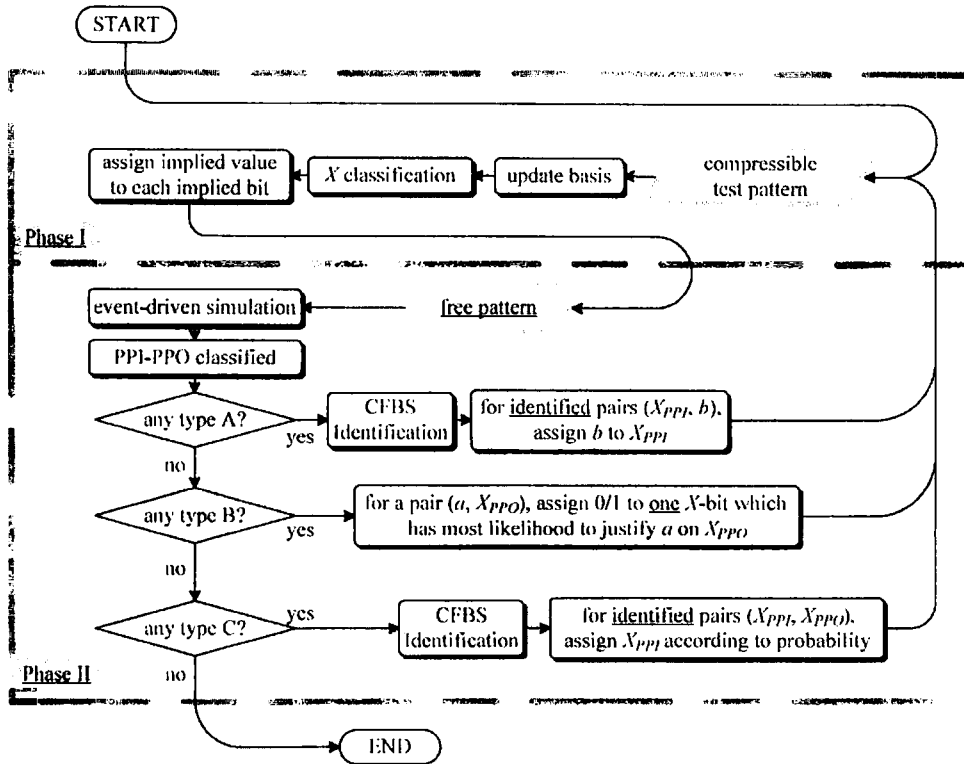 START
assign implied value
to each implied bit
X classification
update basis
compressible
test pattern
Phase I
event-driven simulation
free pattern
PPI-PPO classified
any type A?
yes
CFBS
Identification
for identified pairs (X_PPI, b),
assign b to X_PPI
no
any type B?
yes
for a pair (a, X_PPO), assign 0/1 to one X-bit which
has most likelihood to justify a on X_PPO
no
any type C?
yes
CFBS
Identification
for identified pairs (X_PPI, X_PPO),
assign X_PPI according to probability
Phase II
no
END